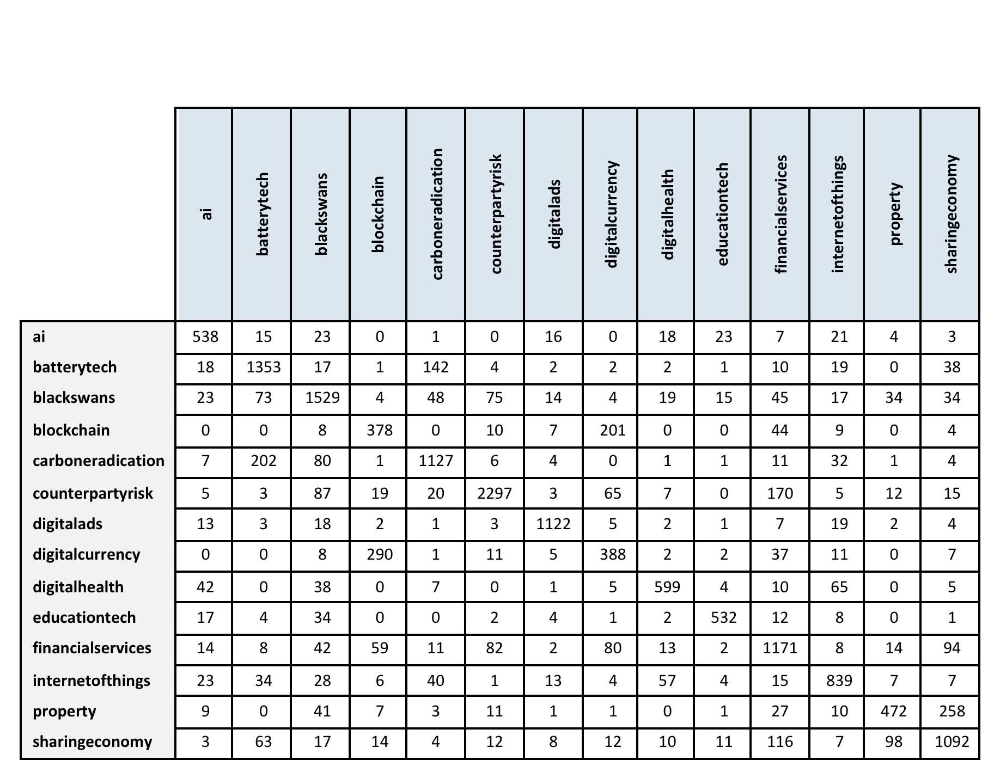 ai batterytech blackswans blockchain carboneradication counterpartyrisk digitalads digitalcurrency digitalhealth educationtech financialservices internetofthings property sharingeconomy
ai 538 15 23 0 1 0 16 0 18 23 7 21 4 3
batterytech 18 1353 17 1 142 4 2 2 2 1 10 19 0 38
blackswans 23 73 1529 4 48 75 14 4 19 15 45 17 34 34
blockchain 0 0 8 378 0 10 7 201 0 0 44 9 0 4
carboneradication 7 202 80 1 1127 6 4 0 1 1 11 32 1 4
counterpartyrisk 5 3 87 19 20 2297 3 65 7 0 170 5 12 15
digitalads 13 3 18 2 1 3 1122 5 2 1 7 19 2 4
digitalcurrency 0 0 8 290 1 11 5 388 2 2 37 11 0 7
digitalhealth 42 0 38 0 7 0 1 5 599 4 10 65 0 5
educationtech 17 4 34 0 0 2 4 1 2 532 12 8 0 1
financialservices 14 8 42 59 11 82 2 80 13 2 1171 8 14 94
internetofthings 23 34 28 6 40 1 13 4 57 4 15 839 7 7
property 9 0 41 7 3 11 1 1 0 1 27 10 472 258
sharingeconomy 3 63 17 14 4 12 8 12 10 11 116 7 98 1092